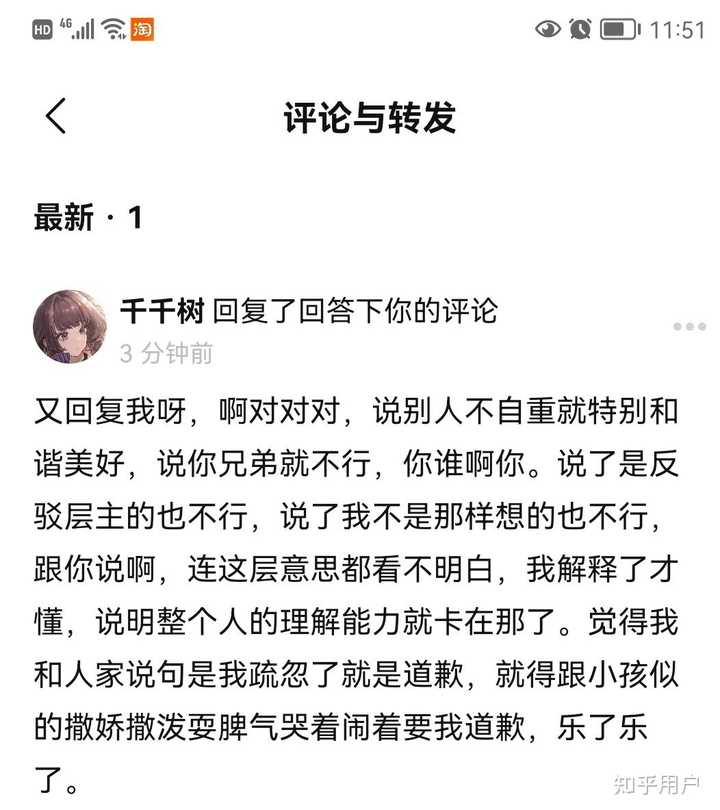 HD 4G 淘 11:51
评论与转发
最新 · 1
千千树 回复了回答下你的评论
3 分钟前
又回复我呀，啊对对对，说别人不自重就特别和
谐美好，说你兄弟就不行，你谁啊你。说了是反
驳层主的也不行，说了我不是那样想的也不行，
跟你说啊，连这层意思都看不明白，我解释了才
懂，说明整个人的理解能力就卡在那了。觉得我
和人家说句是我疏忽了就是道歉，就得跟小孩似
的撒娇撒泼耍脾气哭着闹着要我道歉，乐了乐
了。
知乎用户